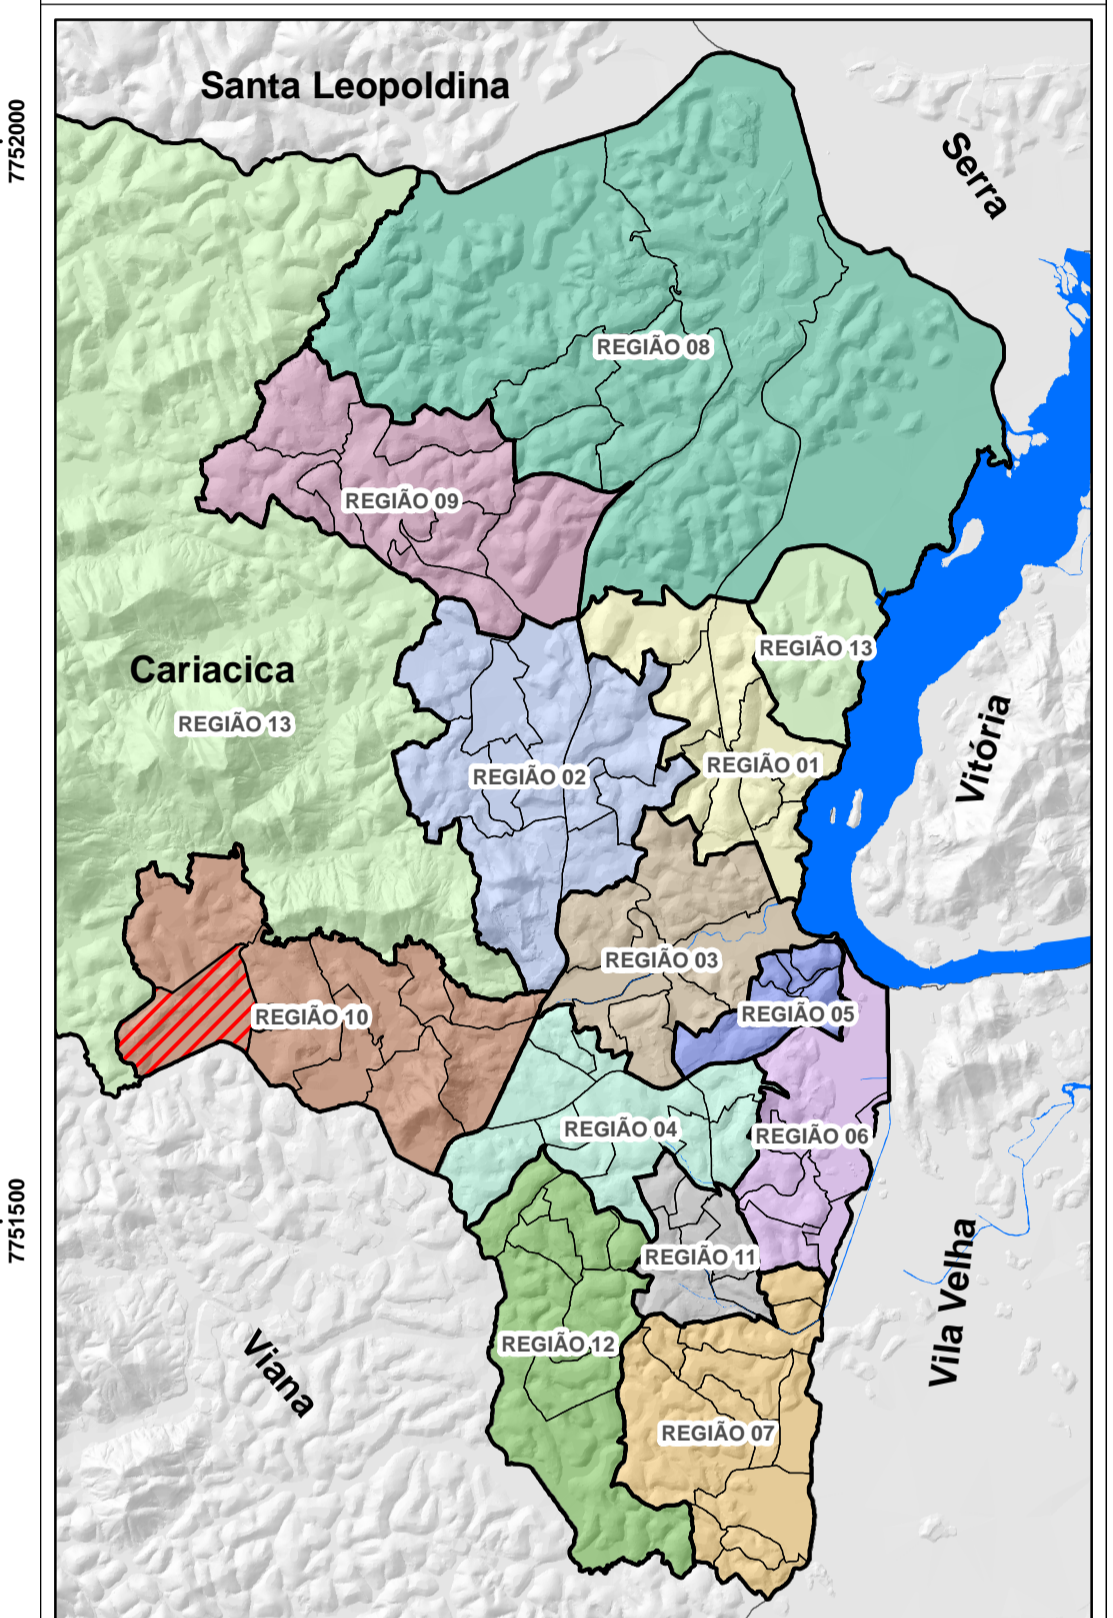 Santa Leopoldina
7752000
Serra
REGIÃO 08
REGIÃO 09
REGIÃO 13
Cariacica
REGIÃO 13
Vitória
REGIÃO 01
REGIÃO 02
REGIÃO 03
REGIÃO 05
REGIÃO 10
REGIÃO 04
REGIÃO 06
7751500
REGIÃO 11
Vila Velha
REGIÃO 12
Viana
REGIÃO 07